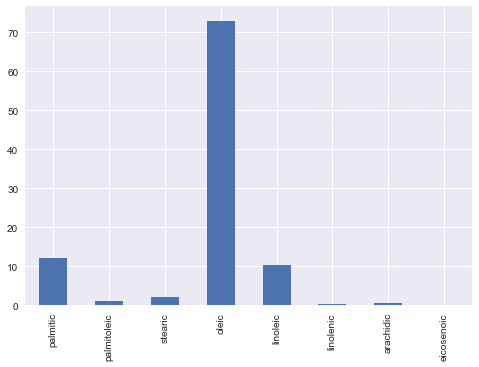 70
60
50
40
30
20
10
0
palmitic
palmitoleic
stearic
oleic
linoleic
linolenic
arachidic
eicosenoic